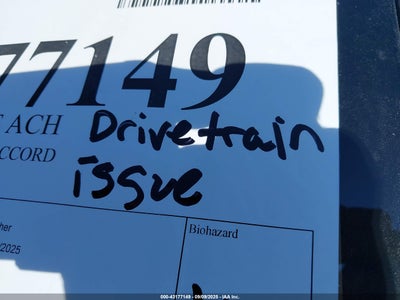 77149
ACH
Drivetrain
CCORD
issue
her
2025
Biohazard
000-43177149 - 09/09/2025 - IAA Inc.